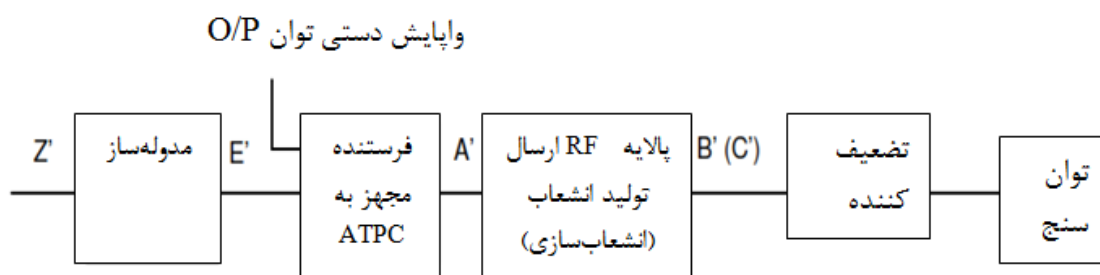 واپایش دستی توان O/P
Z'
مدوله‌ساز
E'
فرستنده
مجهز به
ATPC
A'
پالایه RF ارسال
تولید انشعاب
(انشعاب‌سازی)
B' (C')
تضعیف
کننده
توان
سنج